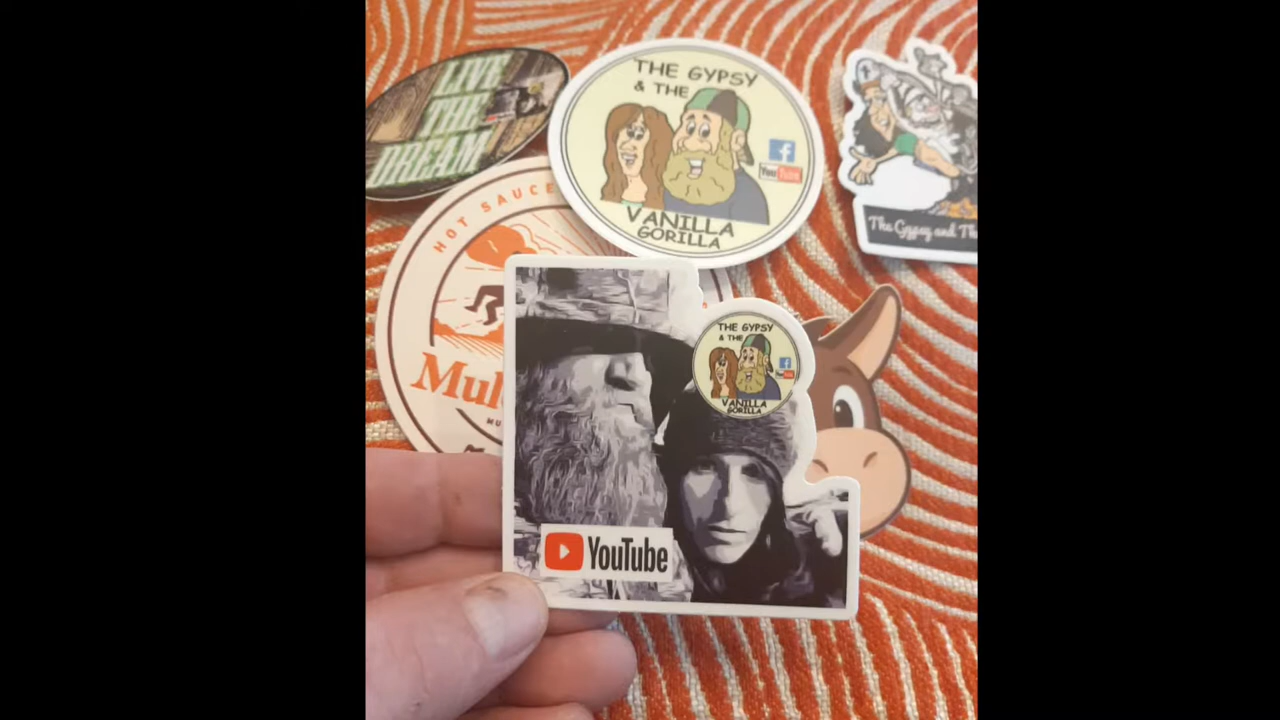 LIVE
THE
DREAM
THE GYPSY
& THE
f
YouTube
VANILLA
GORILLA
The Gypsy and Th
HOT SAUCE
Mul
THE GYPSY
& THE
f
VANILLA
GORILLA
YouTube